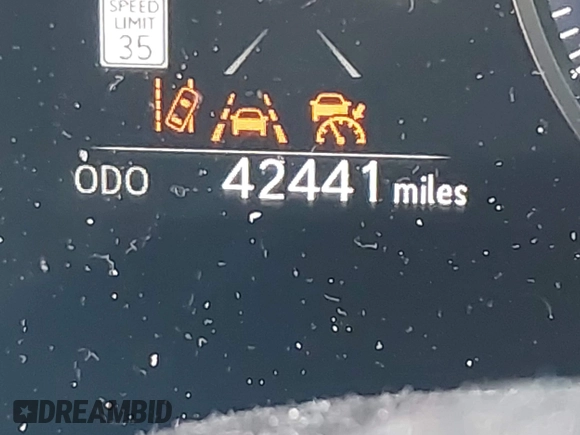 SPEED
LIMIT
35
ODO 42441 miles
DREAMBID